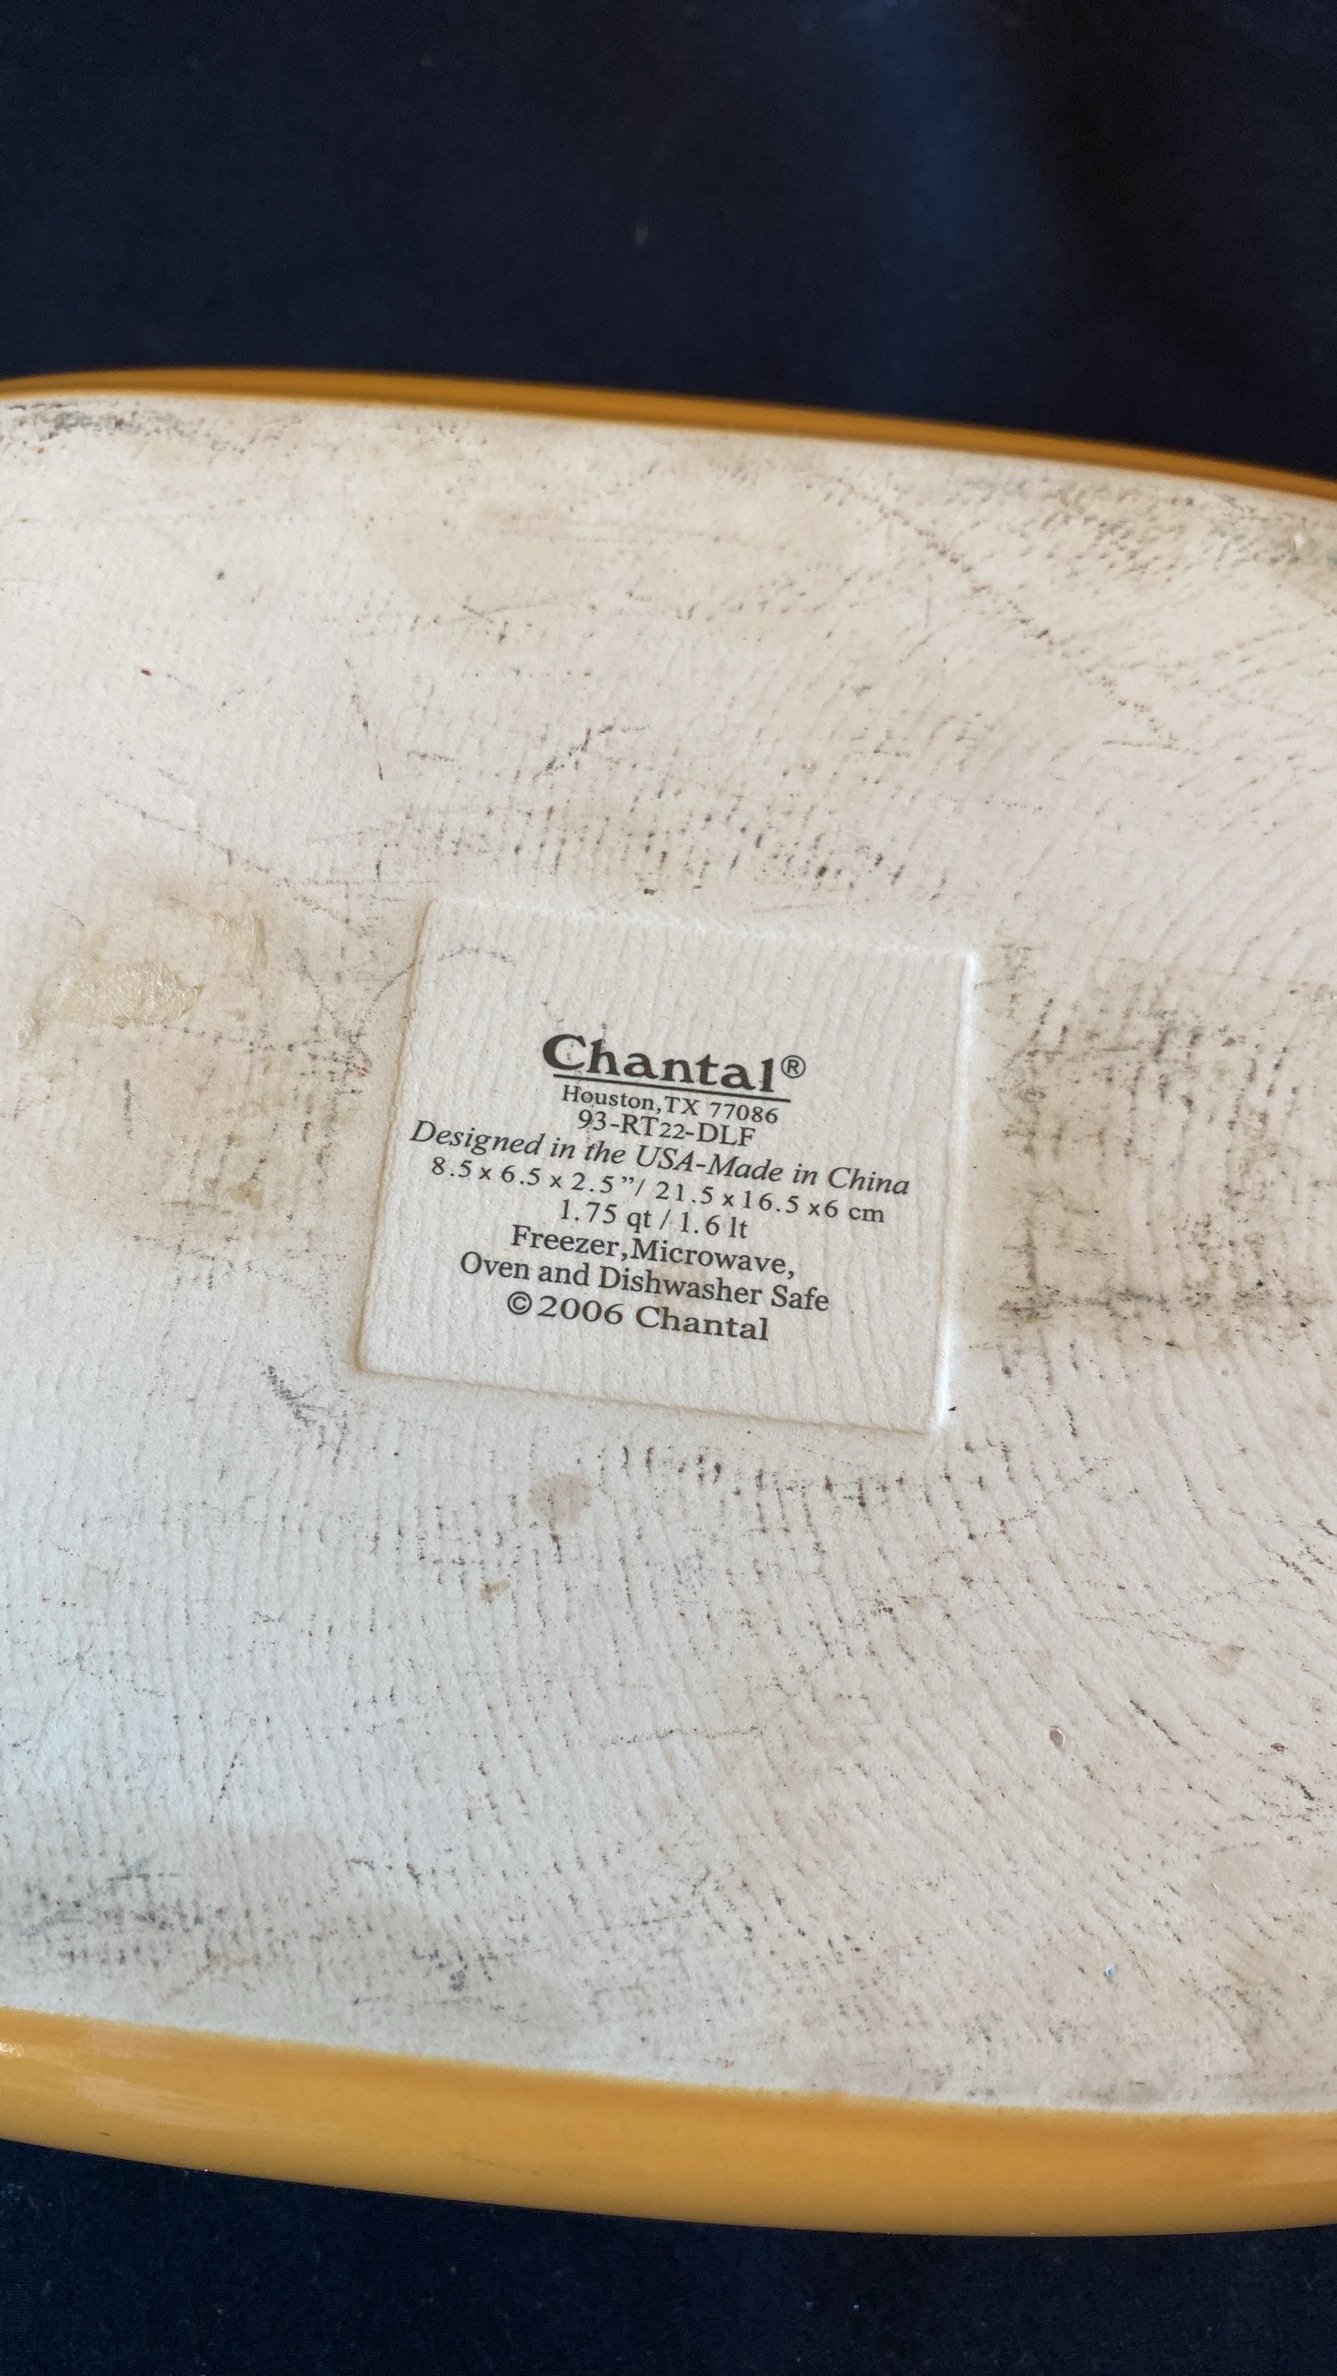 Chantal®
Houston,TX 77086
93-RT22-DLF
Designed in the USA-Made in China
8.5 x 6.5 x 2.5”/ 21.5 x 16.5 x6 cm
1.75 qt / 1.6 lt
Freezer,Microwave,
Oven and Dishwasher Safe
©2006 Chantal